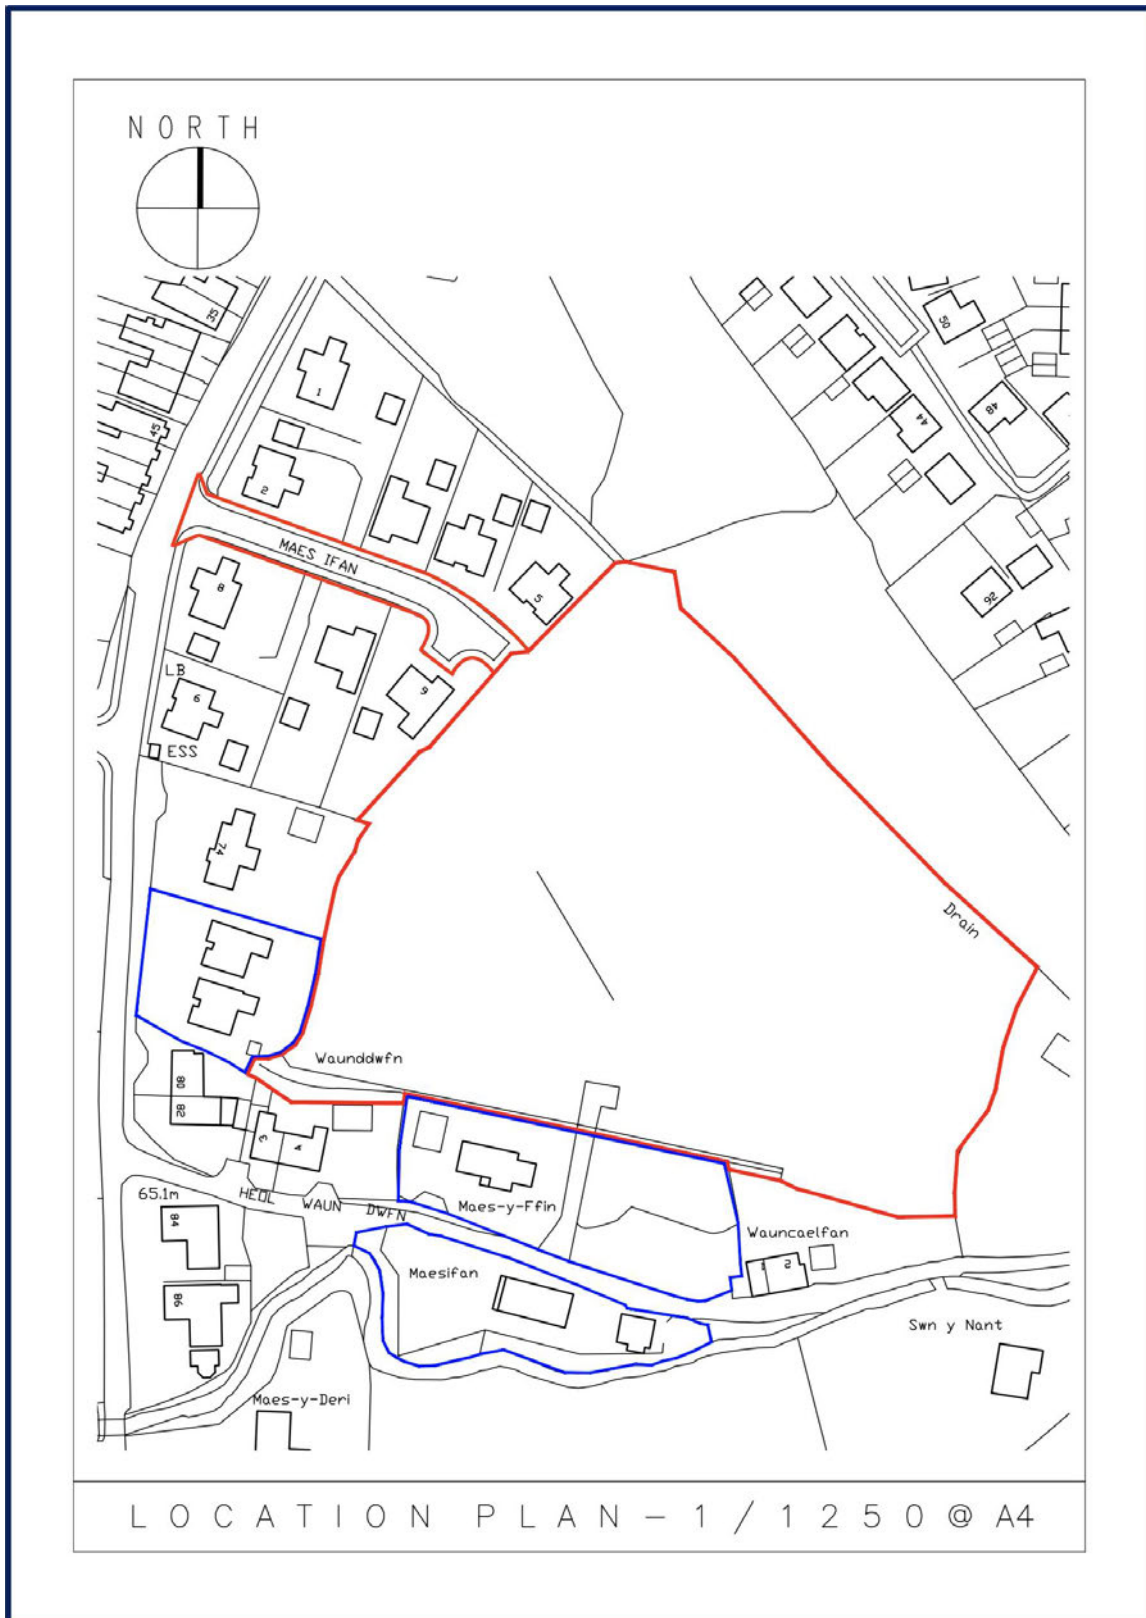 NORTH
35
50
1
45
48
44
2
MAES IFAN
5
26
8
LB
6
9
ESS
74
Drain
Waunddwfn
80
82
3
4
65.1m
HEOL WAUN DWFN
Maes-y-Ffin
84
Wauncaelfan
1
2
Maesifan
86
Swn y Nant
Maes-y-Deri
LOCATION PLAN - 1/1250 @ A4